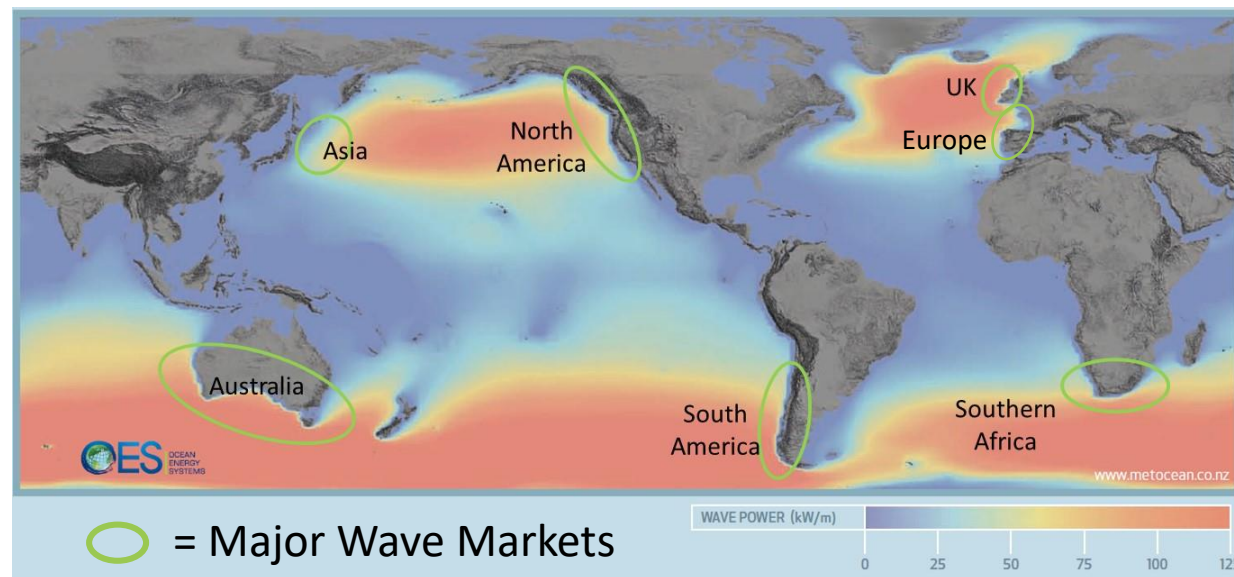 UK
Europe
North
America
Asia
Australia
South
America
Southern
Africa
OES
OCEAN
ENERGY
SYSTEMS
www.metocean.co.nz
= Major Wave Markets
WAVE POWER (kW/m)
0 25 50 75 100 12